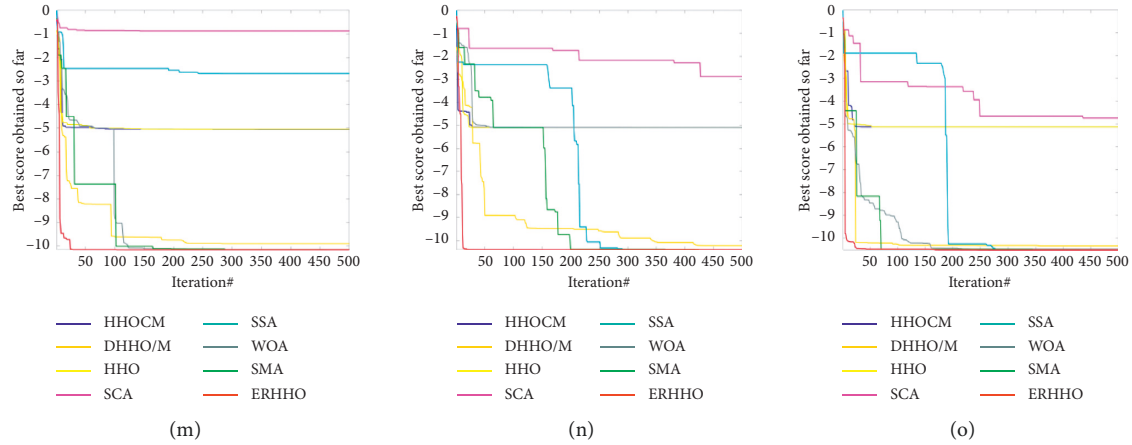 Best score obtained so far
0
−1
−2
−3
−4
−5
−6
−7
−8
−9
−10
50 100 150 200 250 300 350 400 450 500
Iteration#
HHOCM
DHHO/M
HHO
SCA
SSA
WOA
SMA
ERHHO
(m)
Best score obtained so far
0
−1
−2
−3
−4
−5
−6
−7
−8
−9
−10
50 100 150 200 250 300 350 400 450 500
Iteration#
HHOCM
DHHO/M
HHO
SCA
SSA
WOA
SMA
ERHHO
(n)
Best score obtained so far
0
−1
−2
−3
−4
−5
−6
−7
−8
−9
−10
50 100 150 200 250 300 350 400 450 500
Iteration#
HHOCM
DHHO/M
HHO
SCA
SSA
WOA
SMA
ERHHO
(o)